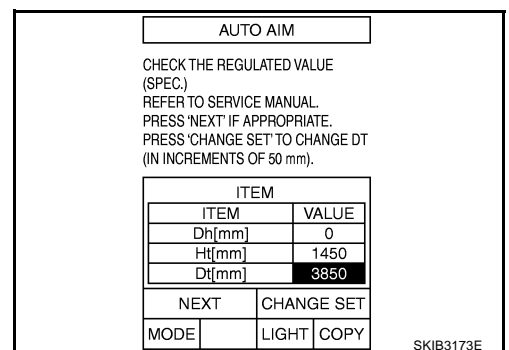 AUTO AIM
CHECK THE REGULATED VALUE
(SPEC.)
REFER TO SERVICE MANUAL.
PRESS 'NEXT' IF APPROPRIATE.
PRESS 'CHANGE SET' TO CHANGE DT
(IN INCREMENTS OF 50 mm).
ITEM
ITEM VALUE
Dh[mm] 0
Ht[mm] 1450
Dt[mm] 3850
NEXT CHANGE SET
MODE LIGHT COPY
SKIB3173E